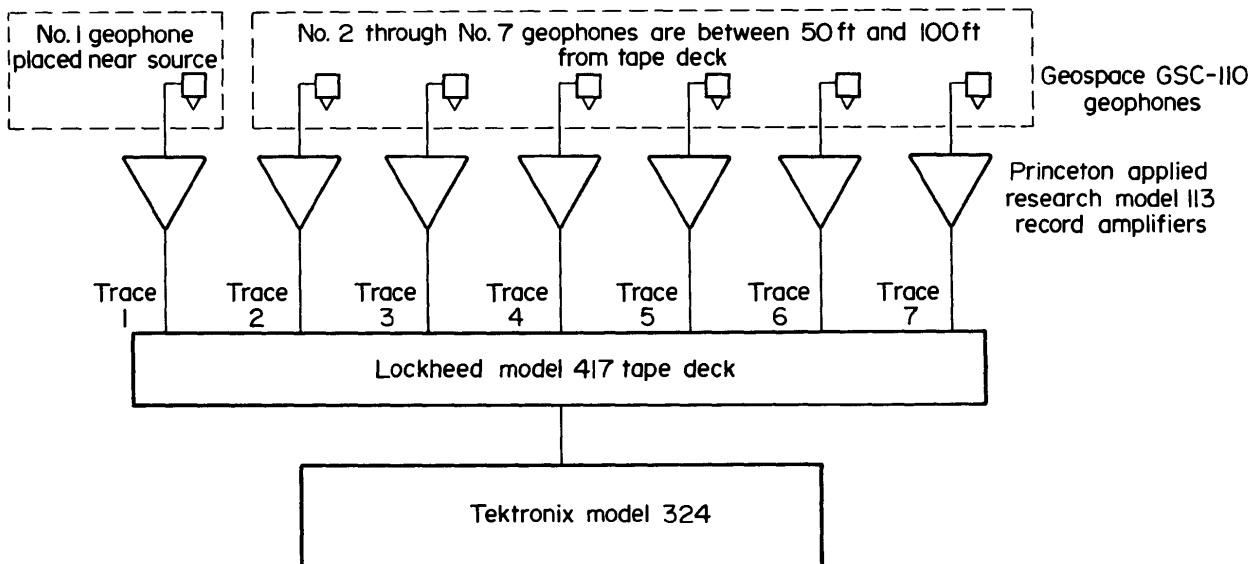 No. 1 geophone
placed near source
No. 2 through No. 7 geophones are between 50 ft and 100 ft
from tape deck
Geospace GSC-110
geophones
Princeton applied
research model 113
record amplifiers
Trace
1
Trace
2
Trace
3
Trace
4
Trace
5
Trace
6
Trace
7
Lockheed model 417 tape deck
Tektronix model 324